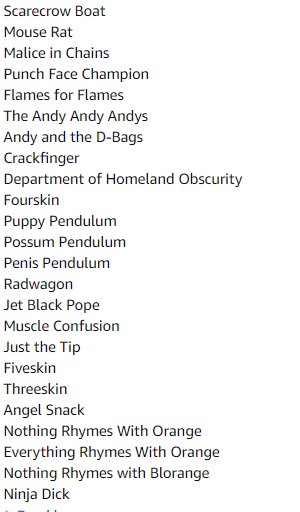 Scarecrow Boat
Mouse Rat
Malice in Chains
Punch Face Champion
Flames for Flames
The Andy Andy Andys
Andy and the D-Bags
Crackfinger
Department of Homeland Obscurity
Fourskin
Puppy Pendulum
Possum Pendulum
Penis Pendulum
Radwagon
Jet Black Pope
Muscle Confusion
Just the Tip
Fiveskin
Threeskin
Angel Snack
Nothing Rhymes With Orange
Everything Rhymes With Orange
Nothing Rhymes with Blorange
Ninja Dick